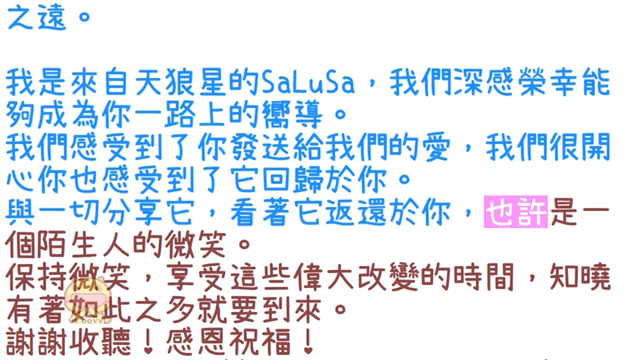 之遠。
我是來自天狼星的SaLuSa，我們深感榮幸能
夠成為你一路上的嚮導。
我們感受到了你發送給我們的愛，我們很開
心你也感受到了它回歸於你。
與一切分享它，看著它返還於你，也許是一
個陌生人的微笑。
保持微笑，享受這些偉大改變的時間，知曉
有著如此之多就要到來。
謝謝收聽！感恩祝福！